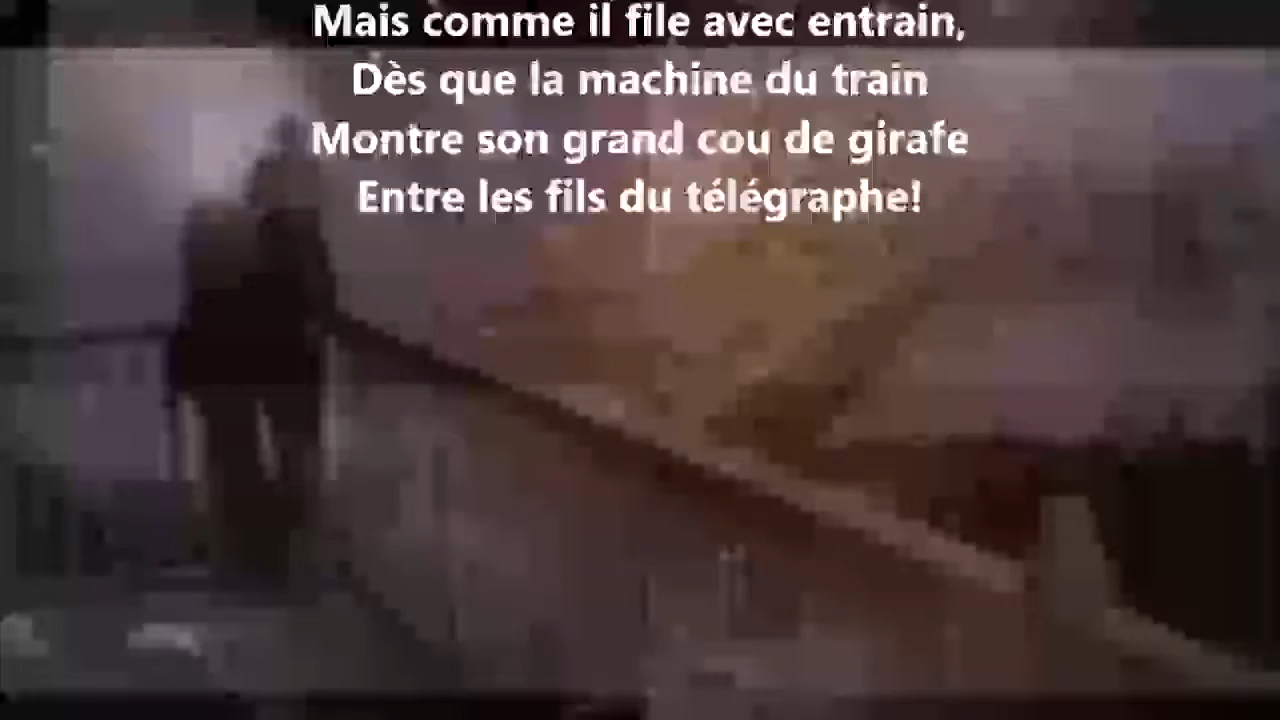 Mais comme il file avec entrain,
Dès que la machine du train
Montre son grand cou de girafe
Entre les fils du télégraphe!